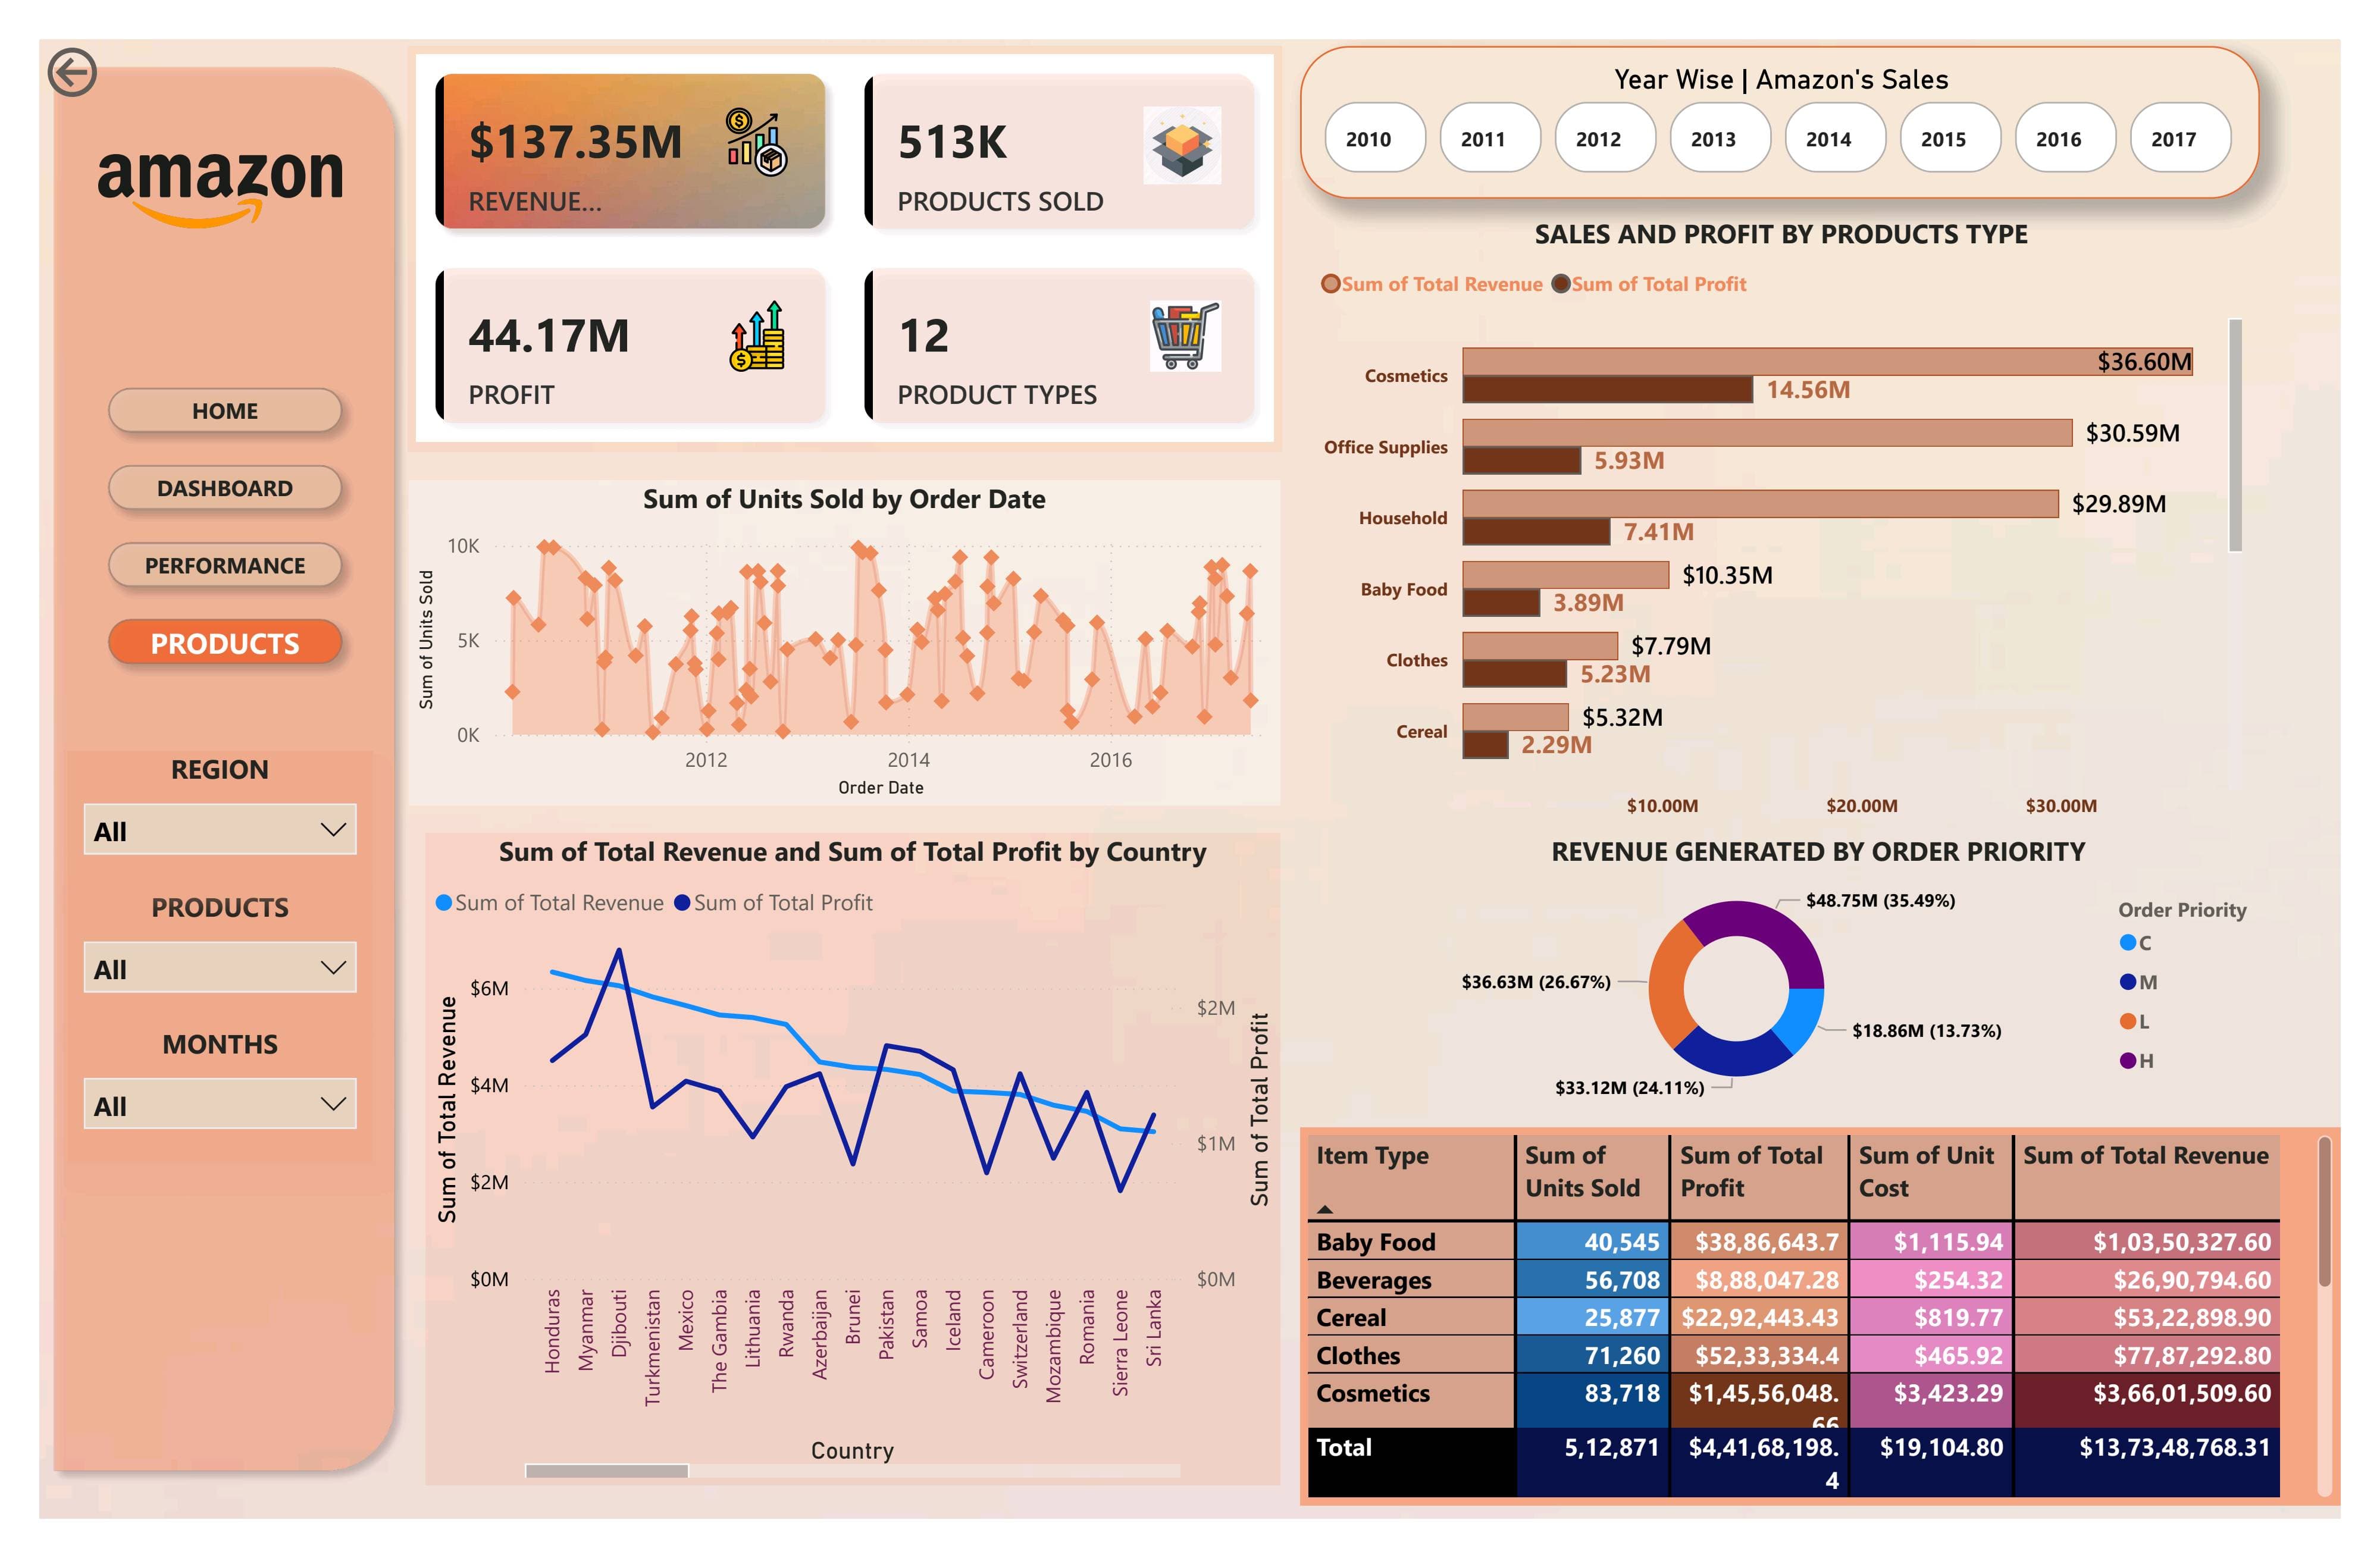 amazon
HOME
DASHBOARD
PERFORMANCE
PRODUCTS
REGION
All
PRODUCTS
All
MONTHS
All
$137.35M
REVENUE...
513K
PRODUCTS SOLD
44.17M
PROFIT
12
PRODUCT TYPES
Sum of Units Sold by Order Date
Sum of Units Sold
10K
5K
0K
2012 2014 2016
Order Date
Sum of Total Revenue and Sum of Total Profit by Country
Sum of Total Revenue Sum of Total Profit
Sum of Total Revenue
$6M
$4M
$2M
$0M
$2M
$1M
$0M
Sum of Total Profit
Honduras
Myanmar
Djibouti
Turkmenistan
Mexico
The Gambia
Lithuania
Rwanda
Azerbaijan
Brunei
Pakistan
Samoa
Iceland
Cameroon
Switzerland
Mozambique
Romania
Sierra Leone
Sri Lanka
Country
Year Wise | Amazon's Sales
2010 2011 2012 2013 2014 2015 2016 2017
SALES AND PROFIT BY PRODUCTS TYPE
Sum of Total Revenue Sum of Total Profit
Cosmetics $36.60M
14.56M
Office Supplies $30.59M
5.93M
Household $29.89M
7.41M
Baby Food $10.35M
3.89M
Clothes $7.79M
5.23M
Cereal $5.32M
2.29M
$10.00M $20.00M $30.00M
REVENUE GENERATED BY ORDER PRIORITY
$48.75M (35.49%)
$36.63M (26.67%)
$18.86M (13.73%)
$33.12M (24.11%)
Order Priority
C
M
L
H
Item Type Sum of Units Sold Sum of Total Profit Sum of Unit Cost Sum of Total Revenue
Baby Food 40,545 $38,86,643.7 $1,115.94 $1,03,50,327.60
Beverages 56,708 $8,88,047.28 $254.32 $26,90,794.60
Cereal 25,877 $22,92,443.43 $819.77 $53,22,898.90
Clothes 71,260 $52,33,334.4 $465.92 $77,87,292.80
Cosmetics 83,718 $1,45,56,048.66 $3,423.29 $3,66,01,509.60
Total 5,12,871 $4,41,68,198.4 $19,104.80 $13,73,48,768.31